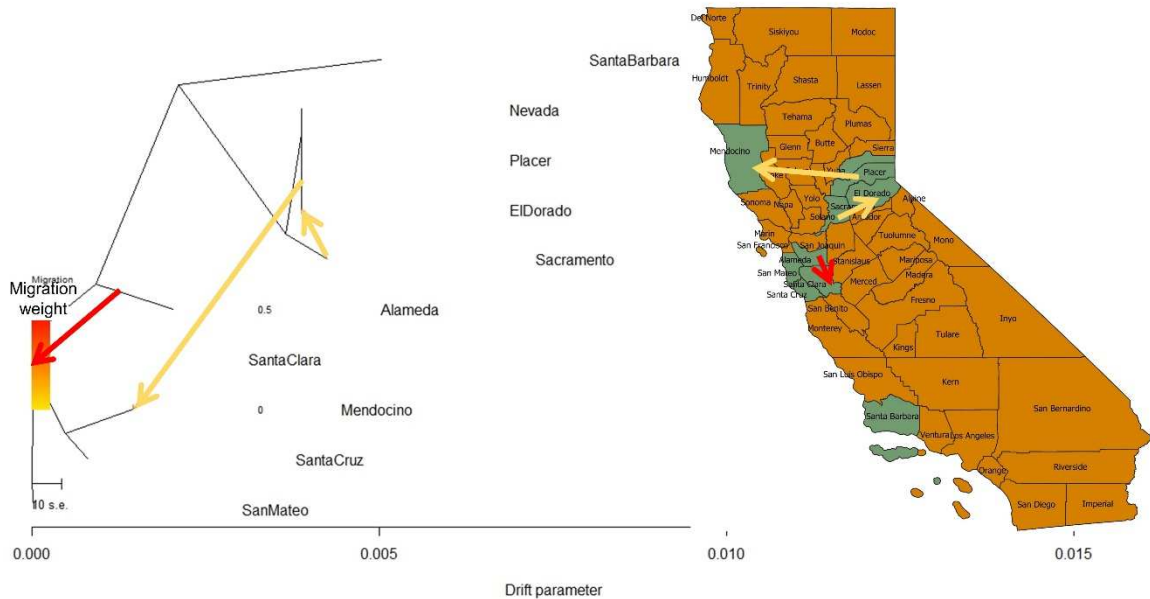 SantaBarbara
Nevada
Placer
ElDorado
Sacramento
Migration
Migration
weight
0.5
Alameda
SantaClara
0
Mendocino
SantaCruz
10 s.e.
SanMateo
0.000
0.005
0.010
0.015
Drift parameter
Del Norte
Siskiyou
Modoc
Humboldt
Trinity
Shasta
Lassen
Tehama
Plumas
Mendocino
Glenn
Butte
Sierra
Placer
El Dorado
Sonoma
Napa
Yolo
Alpine
Solano
Marin
San Francisco
San Joaquin
Tuolumne
Mono
Alameda
Stanislaus
Mariposa
San Mateo
Santa Clara
Merced
Madera
Santa Cruz
San Benito
Fresno
Monterey
Inyo
Kings
Tulare
San Luis Obispo
Kern
San Bernardino
Santa Barbera
Ventura
Los Angeles
Orange
Riverside
San Diego
Imperial